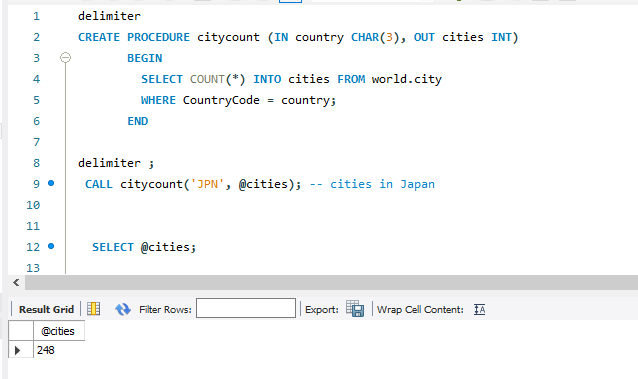 1 delimiter
2 CREATE PROCEDURE citycount (IN country CHAR(3), OUT cities INT)
3 BEGIN
4 SELECT COUNT(*) INTO cities FROM world.city
5 WHERE CountryCode = country;
6 END
7
8 delimiter ;
9 CALL citycount('JPN', @cities); -- cities in Japan
10
11
12 SELECT @cities;
13
Result Grid Filter Rows: Export: Wrap Cell Content: IA
@cities
248